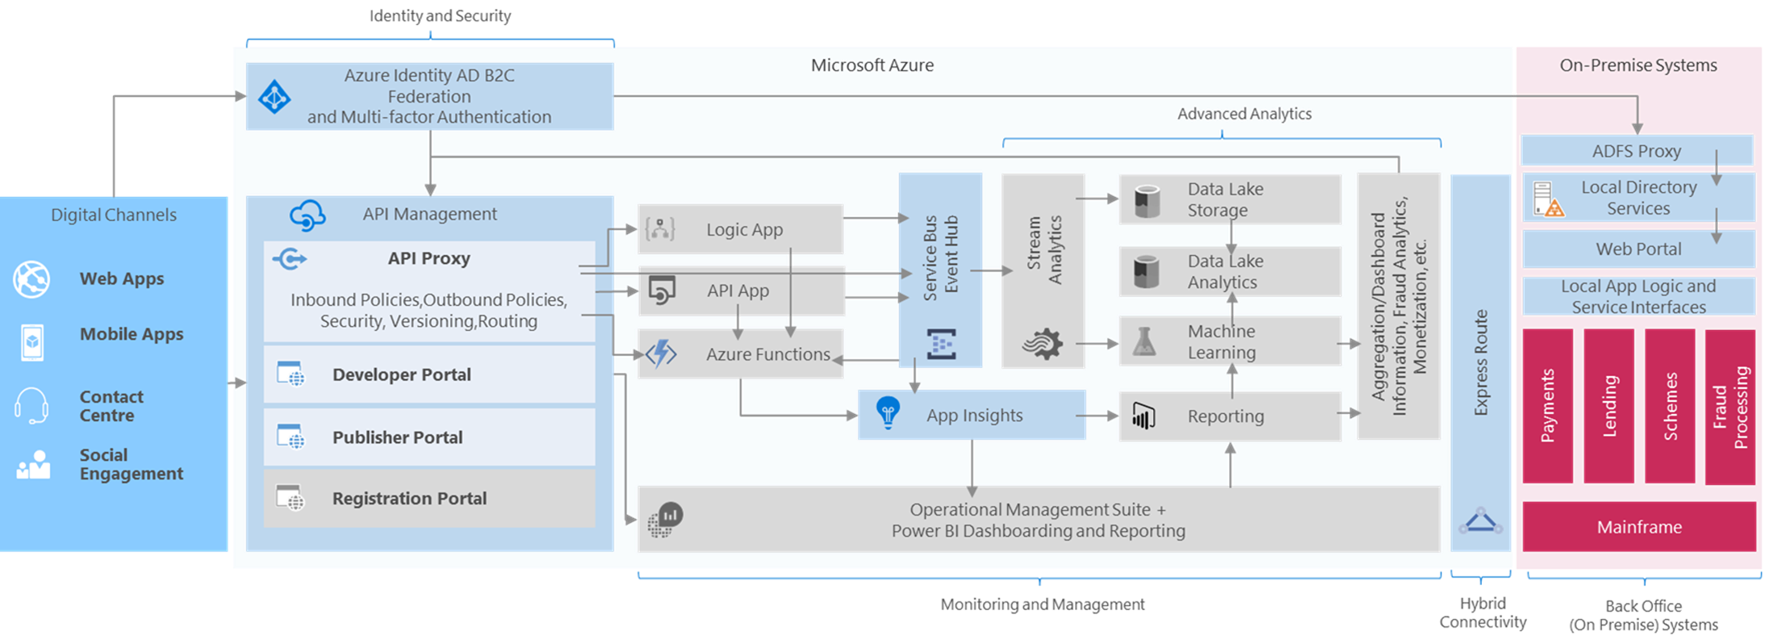 Identity and Security
Azure Identity AD B2C
Federation
and Multi-factor Authentication
Microsoft Azure
On-Premise Systems
Advanced Analytics
Digital Channels
Web Apps
Mobile Apps
Contact
Centre
Social
Engagement
API Management
API Proxy
Inbound Policies,Outbound Policies,
Security, Versioning,Routing
Developer Portal
Publisher Portal
Registration Portal
Logic App
API App
Azure Functions
Service Bus
Event Hub
App Insights
Stream
Analytics
Data Lake
Storage
Data Lake
Analytics
Machine
Learning
Reporting
Aggregation/Dashboard
Information, Fraud Analytics,
Monetization, etc.
Operational Management Suite +
Power BI Dashboarding and Reporting
Express Route
ADFS Proxy
Local Directory
Services
Web Portal
Local App Logic and
Service Interfaces
Payments
Lending
Schemes
Fraud
Processing
Mainframe
Monitoring and Management
Hybrid
Connectivity
Back Office
(On Premise) Systems